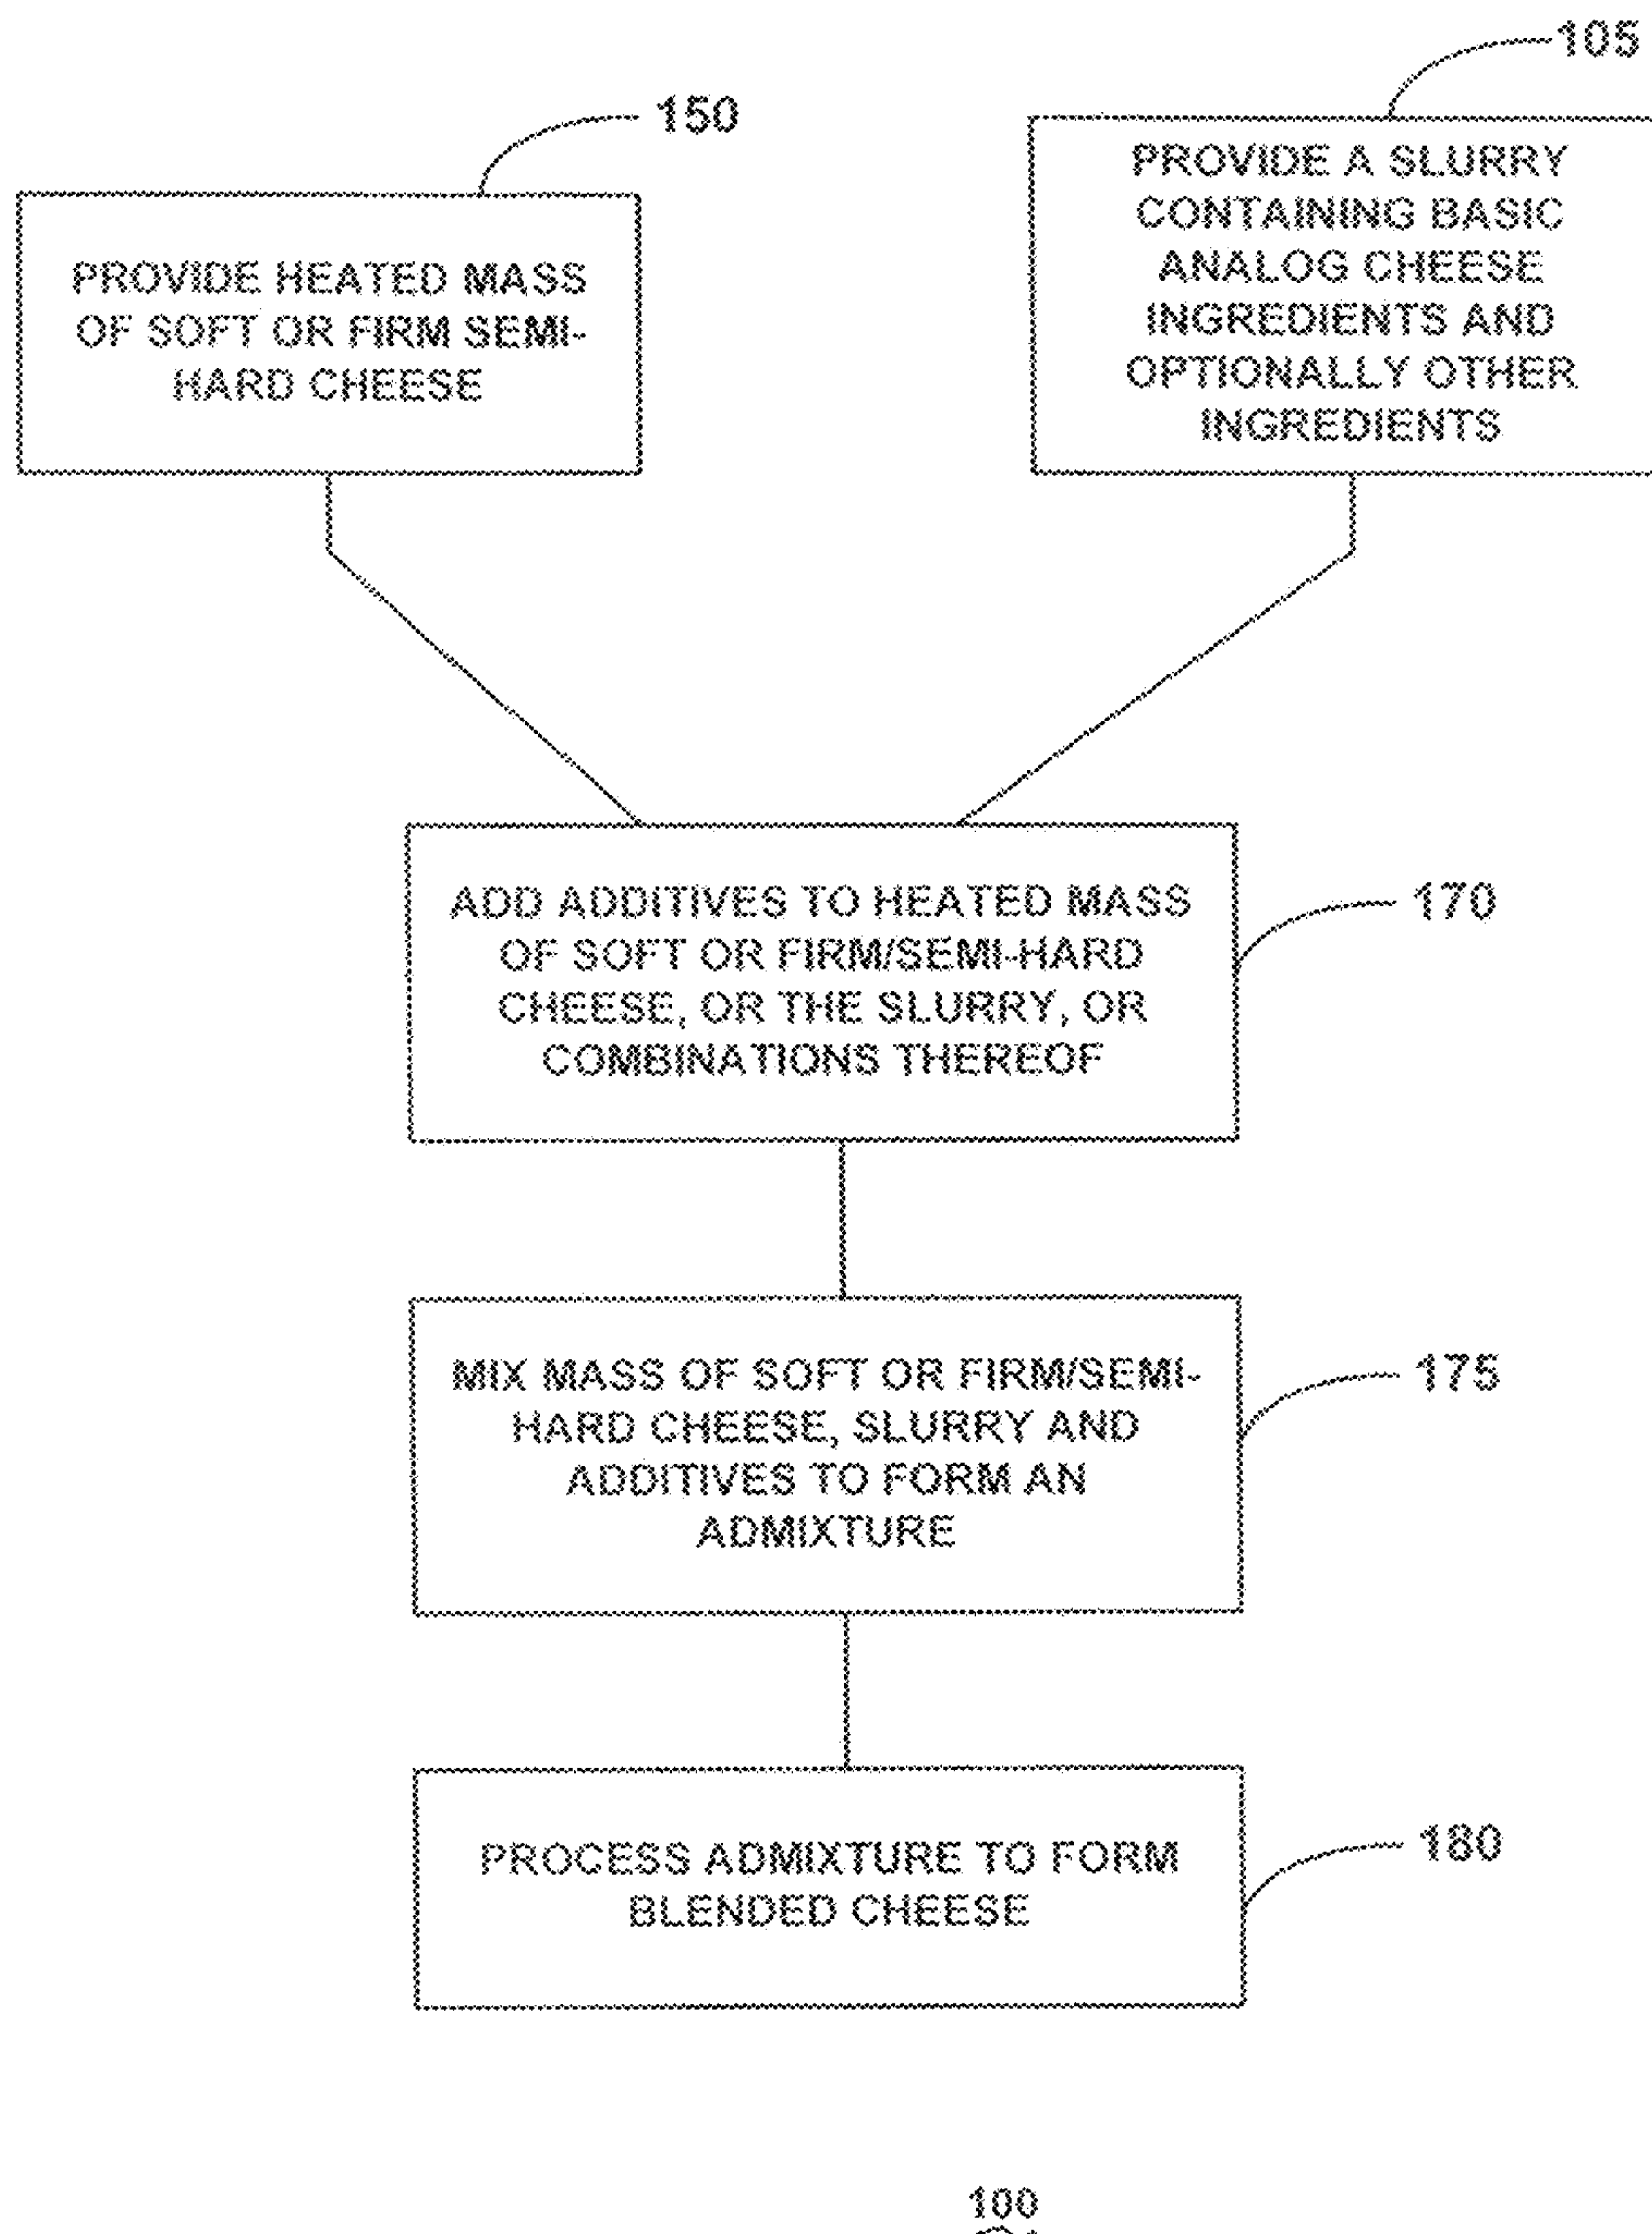 105
150
PROVIDE HEATED MASS
OF SOFT OR FIRM SEMI-
HARD CHEESE
PROVIDE A SLURRY
CONTAINING BASIC
ANALOG CHEESE
INGREDIENTS AND
OPTIONALLY OTHER
INGREDIENTS
ADD ADDITIVES TO HEATED MASS
OF SOFT OR FIRM/SEMI-HARD
CHEESE, OR THE SLURRY, OR
COMBINATIONS THEREOF
170
MIX MASS OF SOFT OR FIRM/SEMI-
HARD CHEESE, SLURRY AND
ADDITIVES TO FORM AN
ADMIXTURE
175
PROCESS ADMIXTURE TO FORM
BLENDED CHEESE
180
100